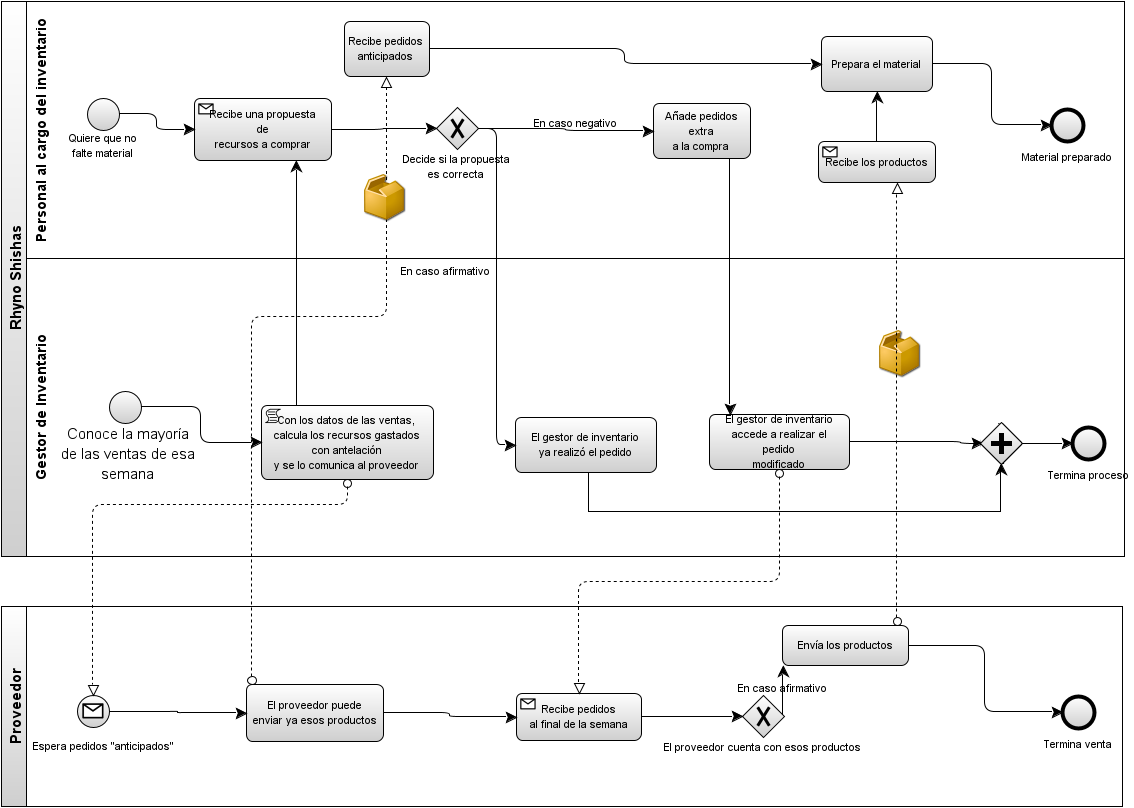 Rhyno Shishas
Personal al cargo del inventario
Quiere que no
falte material
Recibe una propuesta
de
recursos a comprar
Recibe pedidos
anticipados
Decide si la propuesta
es correcta
En caso negativo
Añade pedidos
extra
a la compra
Prepara el material
Recibe los productos
Material preparado
En caso afirmativo
Gestor de Inventario
Conoce la mayoría
de las ventas de esa
semana
Con los datos de las ventas,
calcula los recursos gastados
con antelación
y se lo comunica al proveedor
El gestor de inventario
ya realizó el pedido
El gestor de inventario
accede a realizar el
pedido
modificado
Termina proceso
Proveedor
Espera pedidos "anticipados"
El proveedor puede
enviar ya esos productos
Recibe pedidos
al final de la semana
El proveedor cuenta con esos productos
En caso afirmativo
Envía los productos
Termina venta